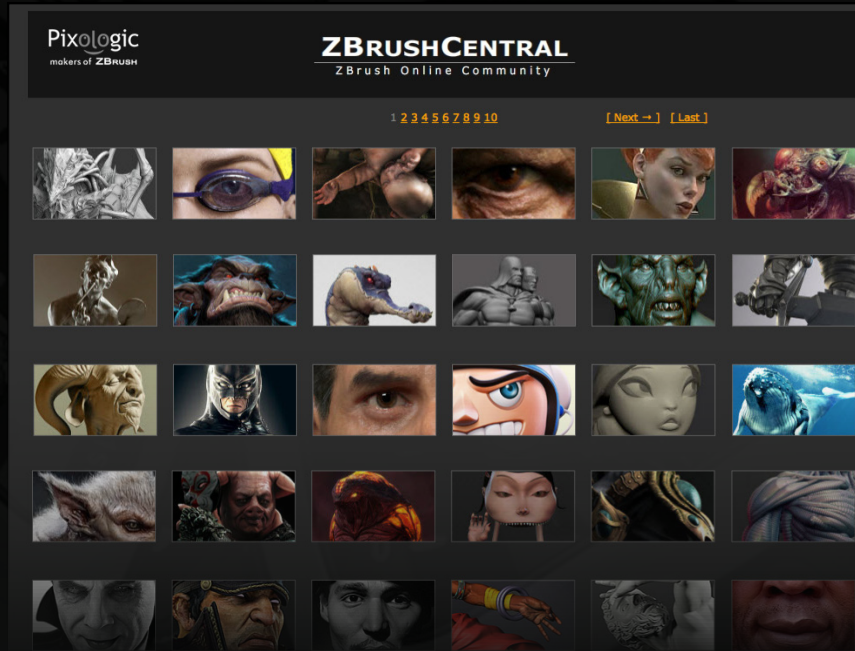 Pixologic
makers of ZBRUSH
ZBRUSHCENTRAL
ZBrush Online Community
1 2 3 4 5 6 7 8 9 10
[ Next → ] [ Last ]